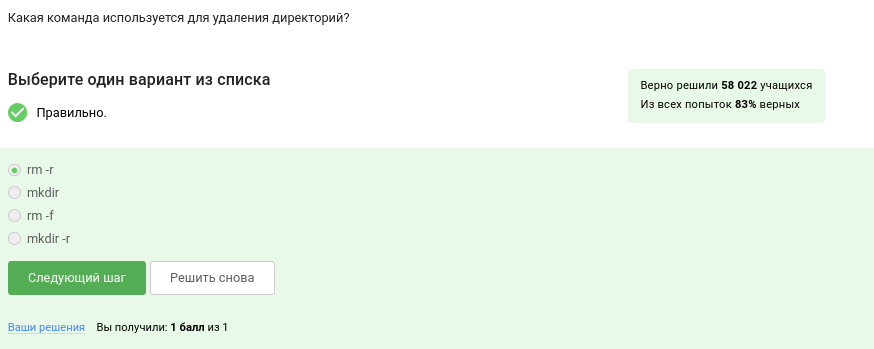 Какая команда используется для удаления директорий?
Выберите один вариант из списка
Правильно.
Верно решили 58 022 учащихся
Из всех попыток 83% верных
rm -r
mkdir
rm -f
mkdir -r
Следующий шаг
Решить снова
Ваши решения Вы получили: 1 балл из 1